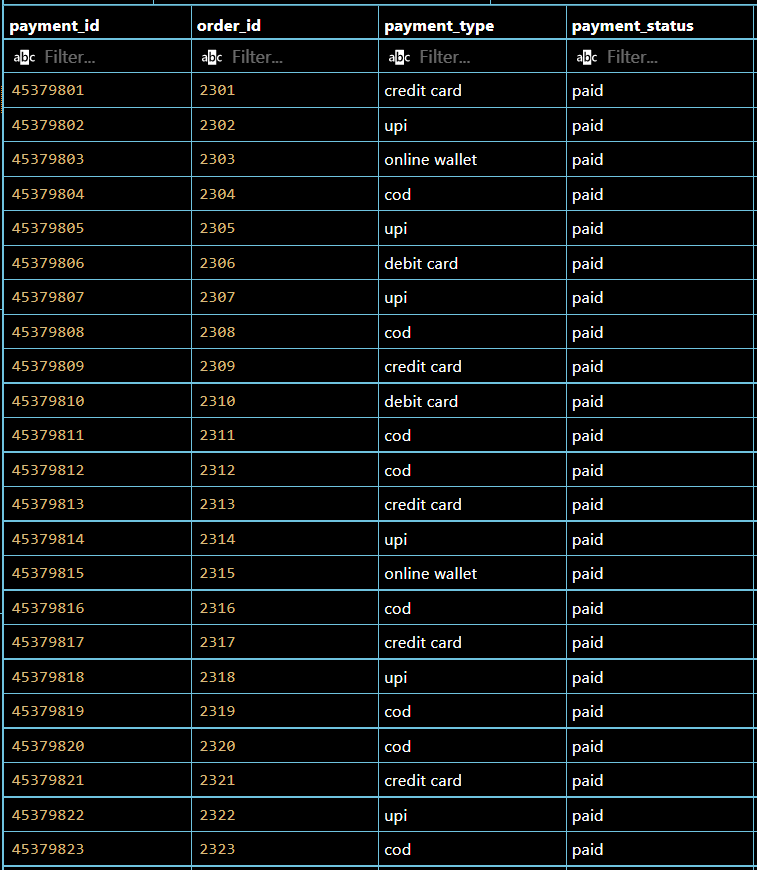 payment_id order_id payment_type payment_status
abc Filter... abc Filter... abc Filter... abc Filter...
45379801 2301 credit card paid
45379802 2302 upi paid
45379803 2303 online wallet paid
45379804 2304 cod paid
45379805 2305 upi paid
45379806 2306 debit card paid
45379807 2307 upi paid
45379808 2308 cod paid
45379809 2309 credit card paid
45379810 2310 debit card paid
45379811 2311 cod paid
45379812 2312 cod paid
45379813 2313 credit card paid
45379814 2314 upi paid
45379815 2315 online wallet paid
45379816 2316 cod paid
45379817 2317 credit card paid
45379818 2318 upi paid
45379819 2319 cod paid
45379820 2320 cod paid
45379821 2321 credit card paid
45379822 2322 upi paid
45379823 2323 cod paid